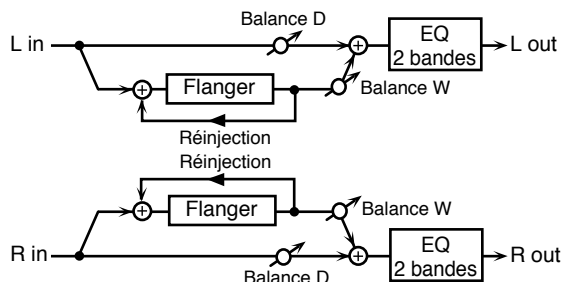 Balance D
L in
EQ
2 bandes
L out
Flanger
Balance W
Réinjection
Réinjection
Flanger
Balance W
R in
EQ
2 bandes
R out
Balance D